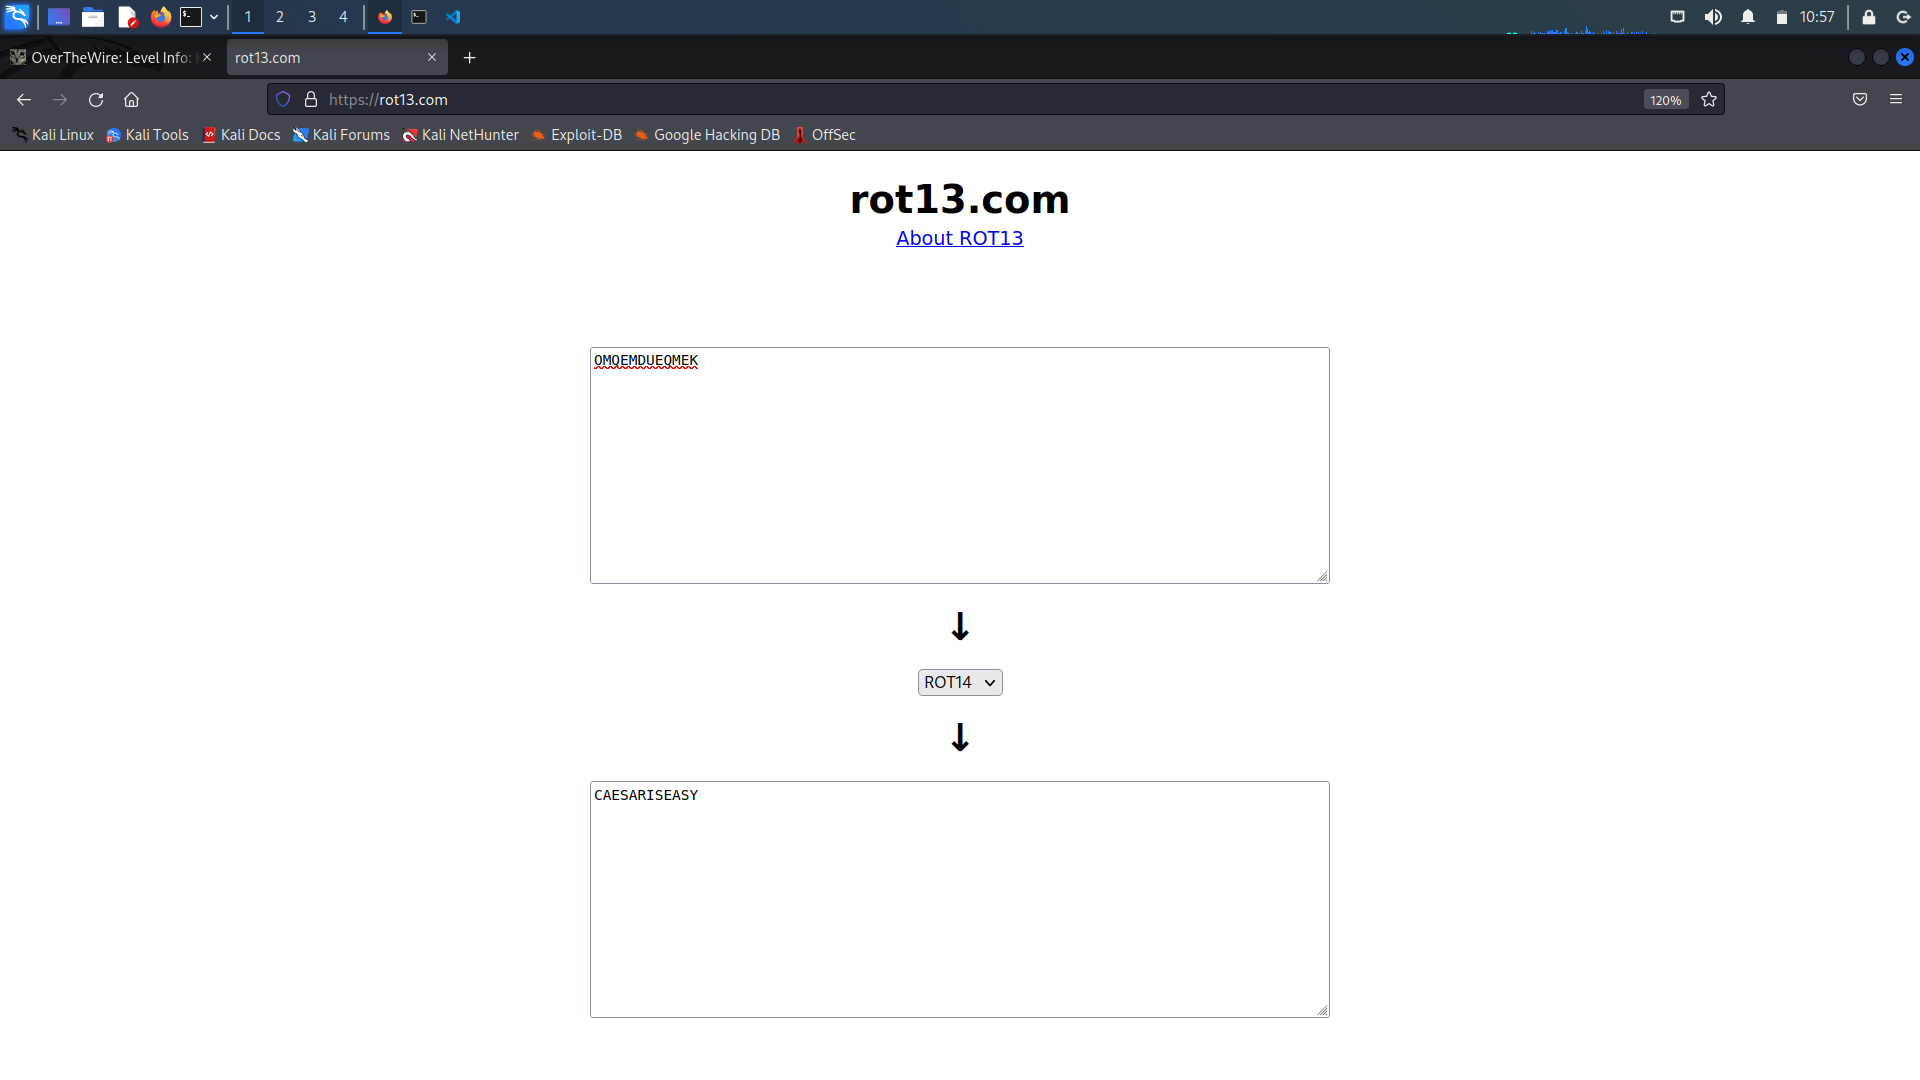 1 2 3 4 10:57
OverTheWire: Level Info: rot13.com
https://rot13.com 120%
Kali Linux Kali Tools Kali Docs Kali Forums Kali NetHunter Exploit-DB Google Hacking DB OffSec
rot13.com
About ROT13
OMQEMDUEQMEK
↓
ROT14
↓
CAESARISEASY